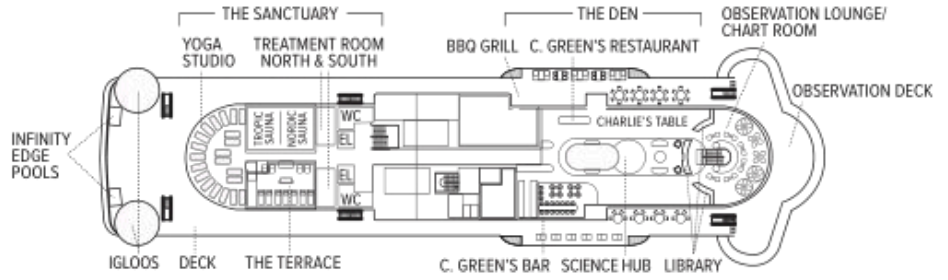 THE SANCTUARY
THE DEN
OBSERVATION LOUNGE/
CHART ROOM
YOGA
STUDIO
TREATMENT ROOM
NORTH & SOUTH
BBQ GRILL
C. GREEN'S RESTAURANT
OBSERVATION DECK
INFINITY
EDGE
POOLS
TROPIC
SAUNA
NORDIC
SAUNA
WC
EL
CHARLIE'S TABLE
EL
WC
IGLOOS
DECK
THE TERRACE
C. GREEN'S BAR
SCIENCE HUB
LIBRARY